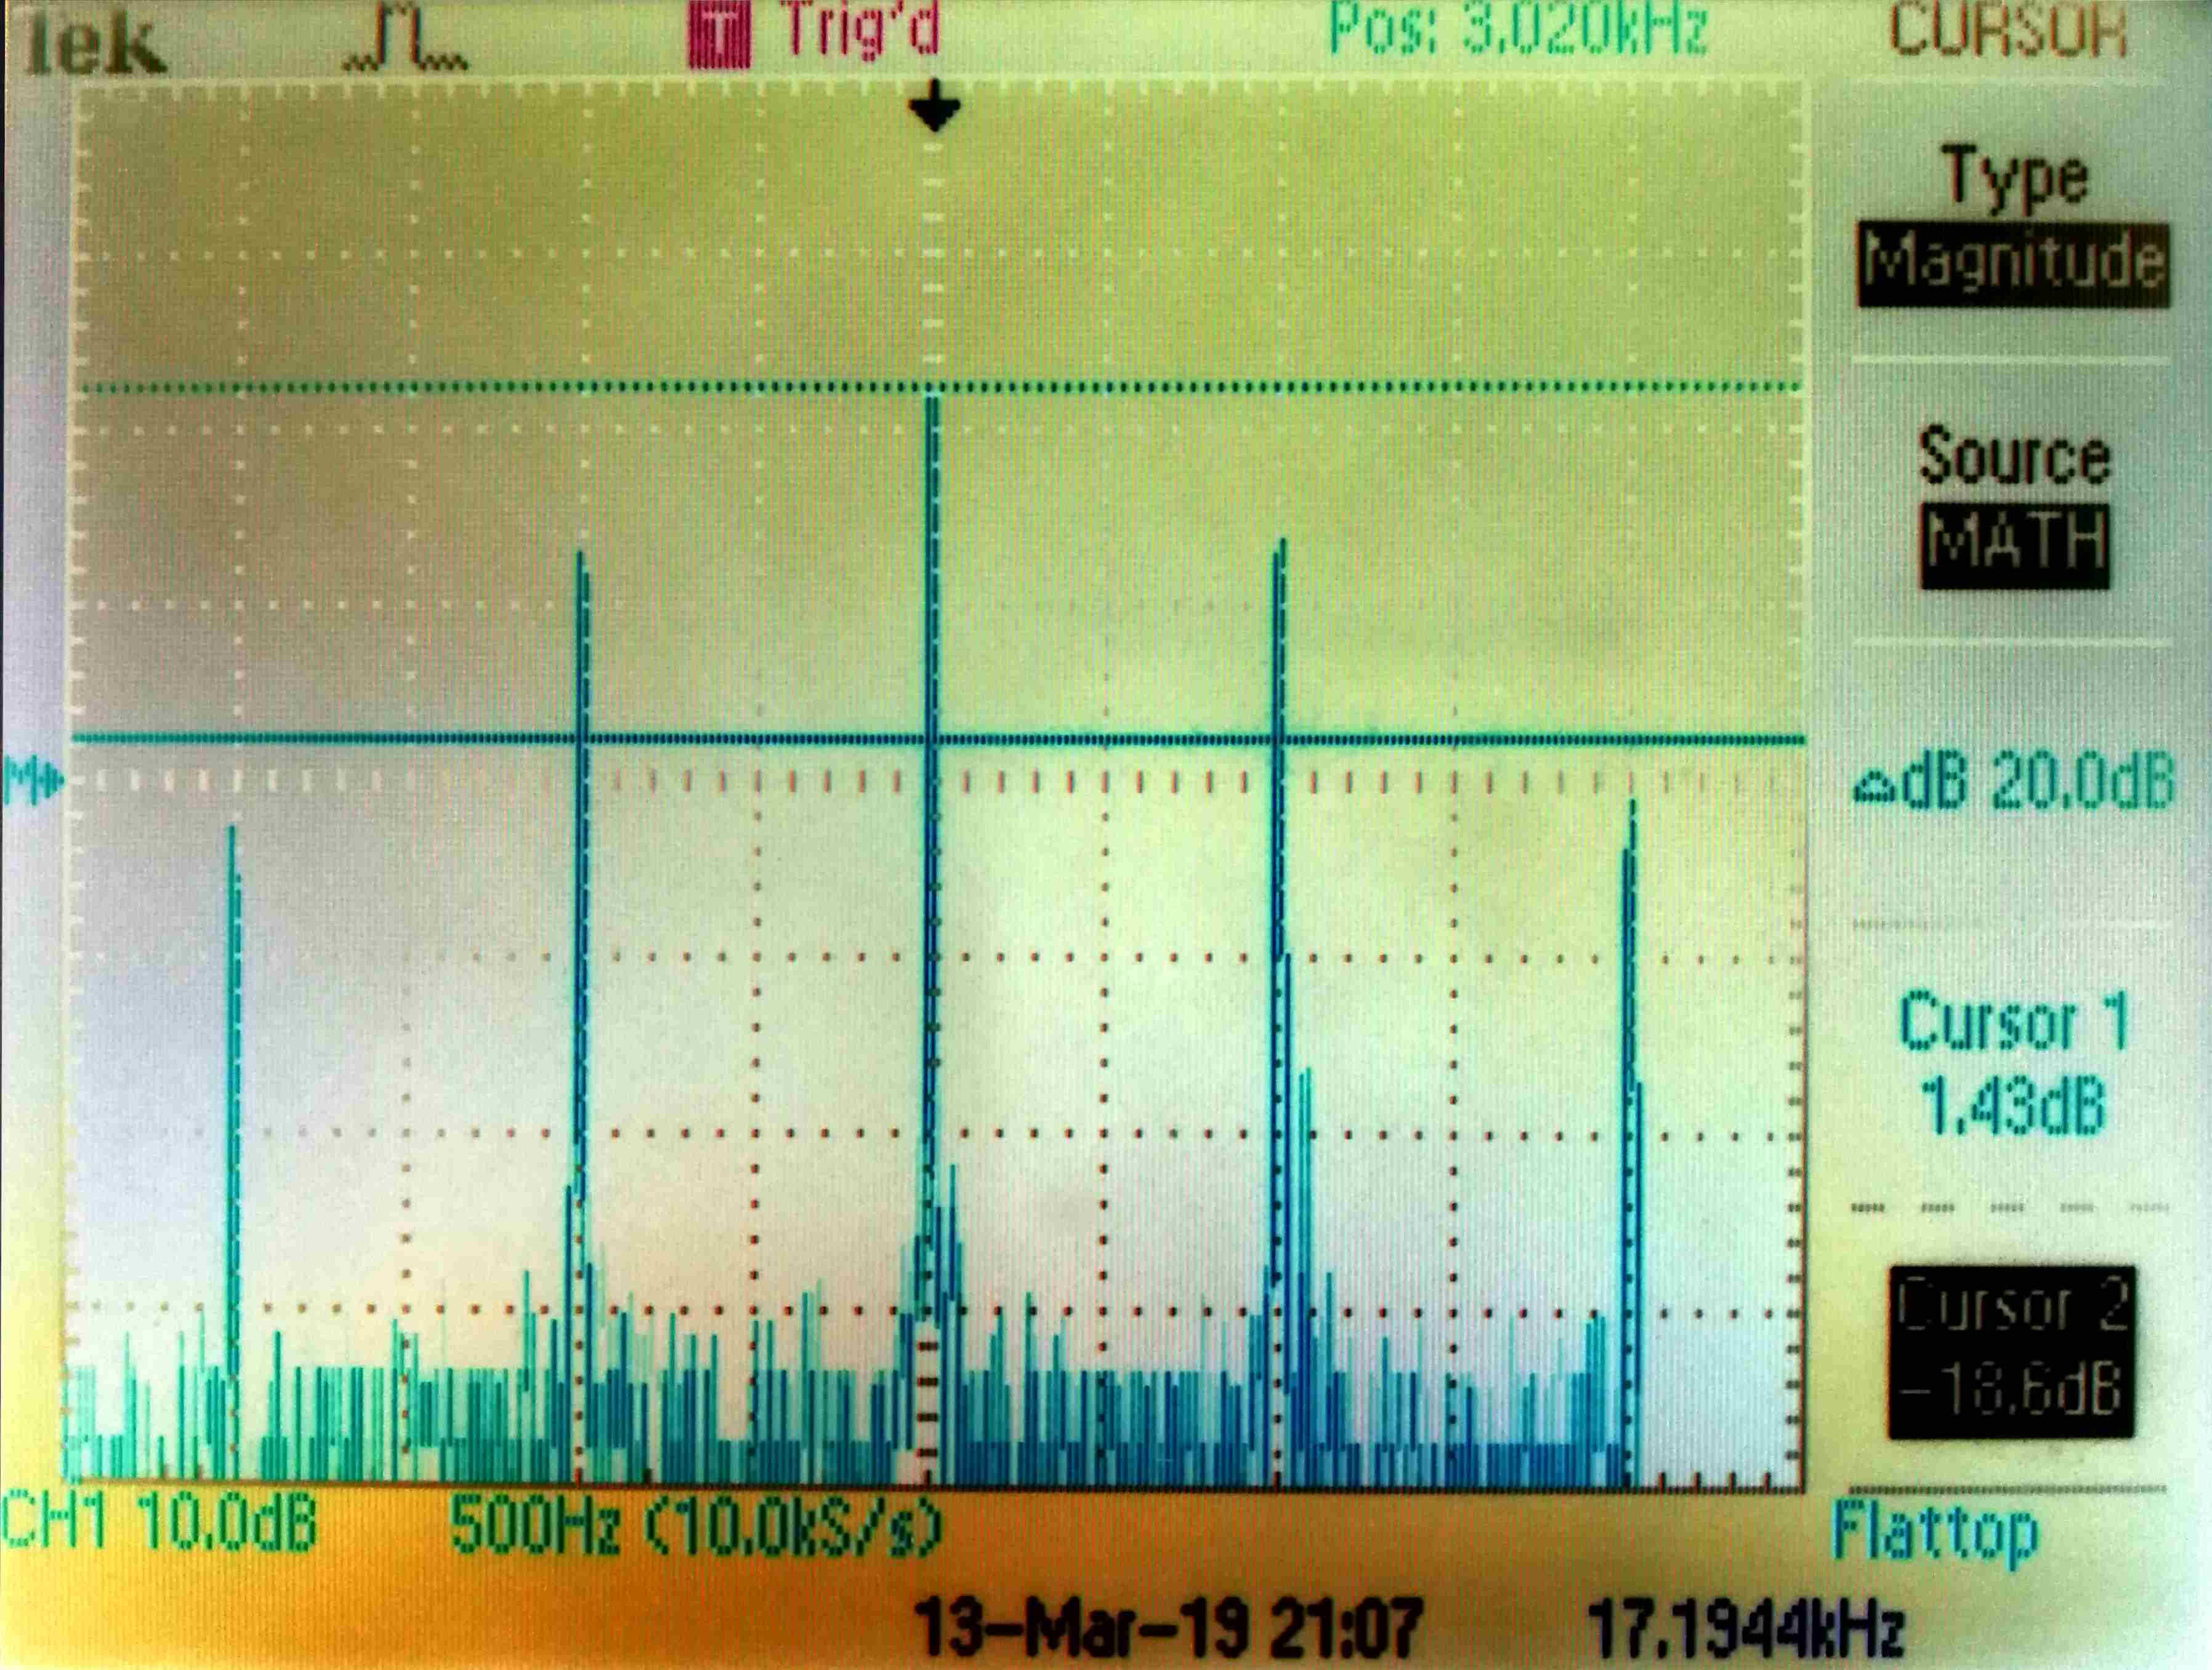 Tek T Trig'd Pos: 3.020kHz CURSOR
Type
Magnitude
Source
MATH
M
ΔdB 20.0dB
Cursor 1
1.43dB
Cursor 2
-18.6dB
CH1 10.0dB 500Hz (10.0kS/s) Flattop
13-Mar-19 21:07 17.1944kHz